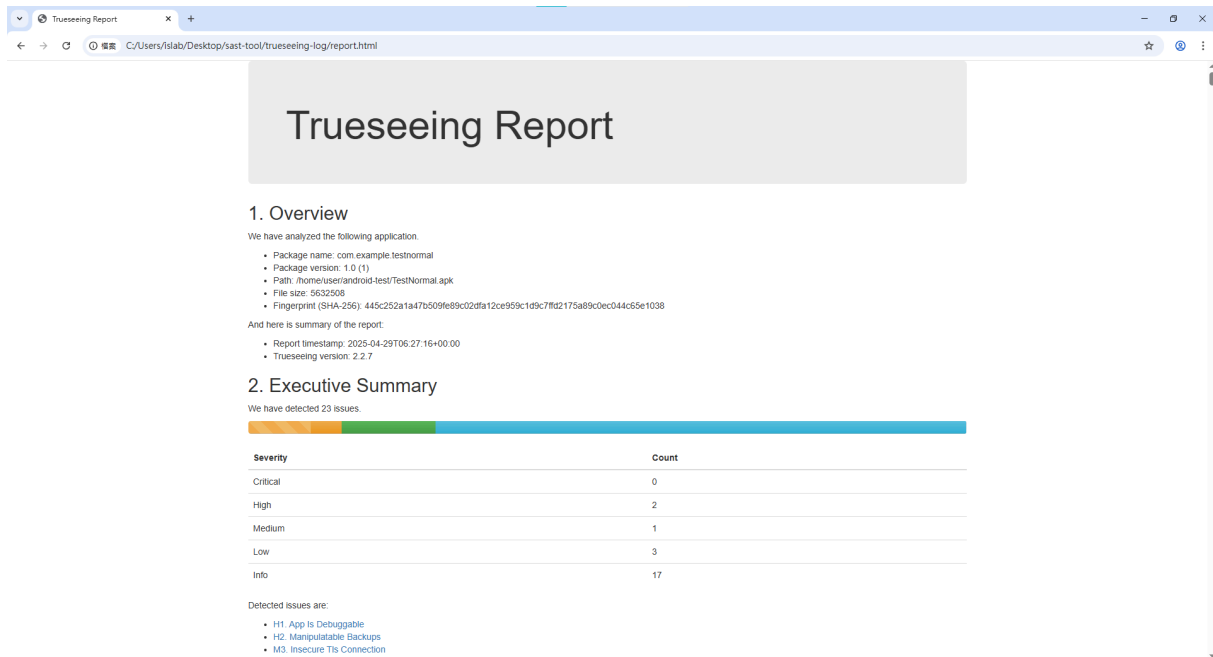 Trueseeing Report
檔案 C:/Users/islab/Desktop/sast-tool/trueseeing-log/report.html
Trueseeing Report
1. Overview
We have analyzed the following application.
Package name: com.example.testnormal
Package version: 1.0 (1)
Path: /home/user/android-test/TestNormal.apk
File size: 5632508
Fingerprint (SHA-256): 445c252a1a47b509fe89c02dfa12ce959c1d9c7ffd2175a89c0ec044c65e1038
And here is summary of the report:
Report timestamp: 2025-04-29T06:27:16+00:00
Trueseeing version: 2.2.7
2. Executive Summary
We have detected 23 issues.
Severity Count
Critical 0
High 2
Medium 1
Low 3
Info 17
Detected issues are:
H1. App Is Debuggable
H2. Manipulatable Backups
M3. Insecure Tls Connection